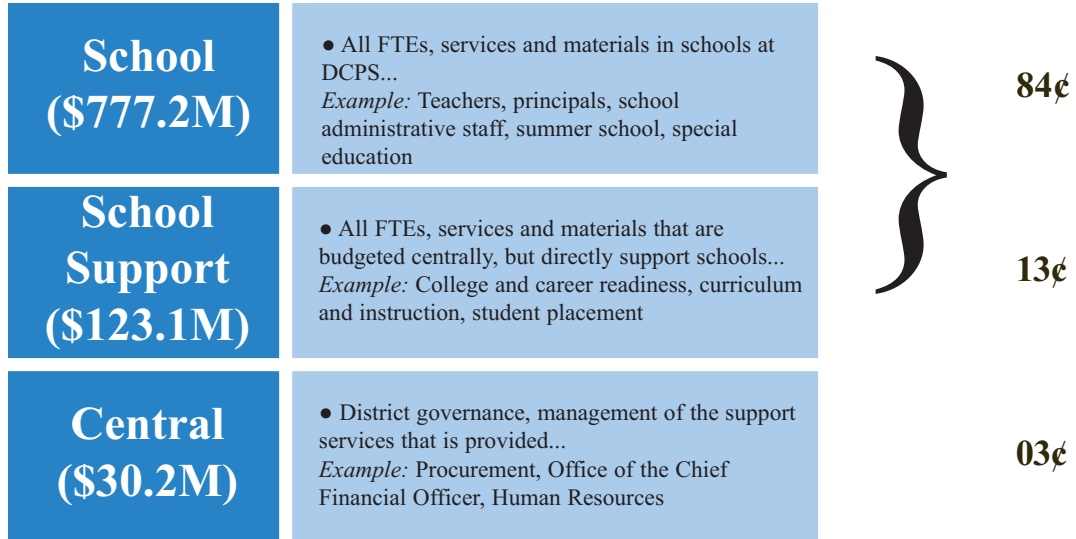 School
($777.2M)
● All FTEs, services and materials in schools at
DCPS...
Example: Teachers, principals, school
administrative staff, summer school, special
education
84¢
School
Support
($123.1M)
● All FTEs, services and materials that are
budgeted centrally, but directly support schools...
Example: College and career readiness, curriculum
and instruction, student placement
13¢
Central
($30.2M)
● District governance, management of the support
services that is provided...
Example: Procurement, Office of the Chief
Financial Officer, Human Resources
03¢